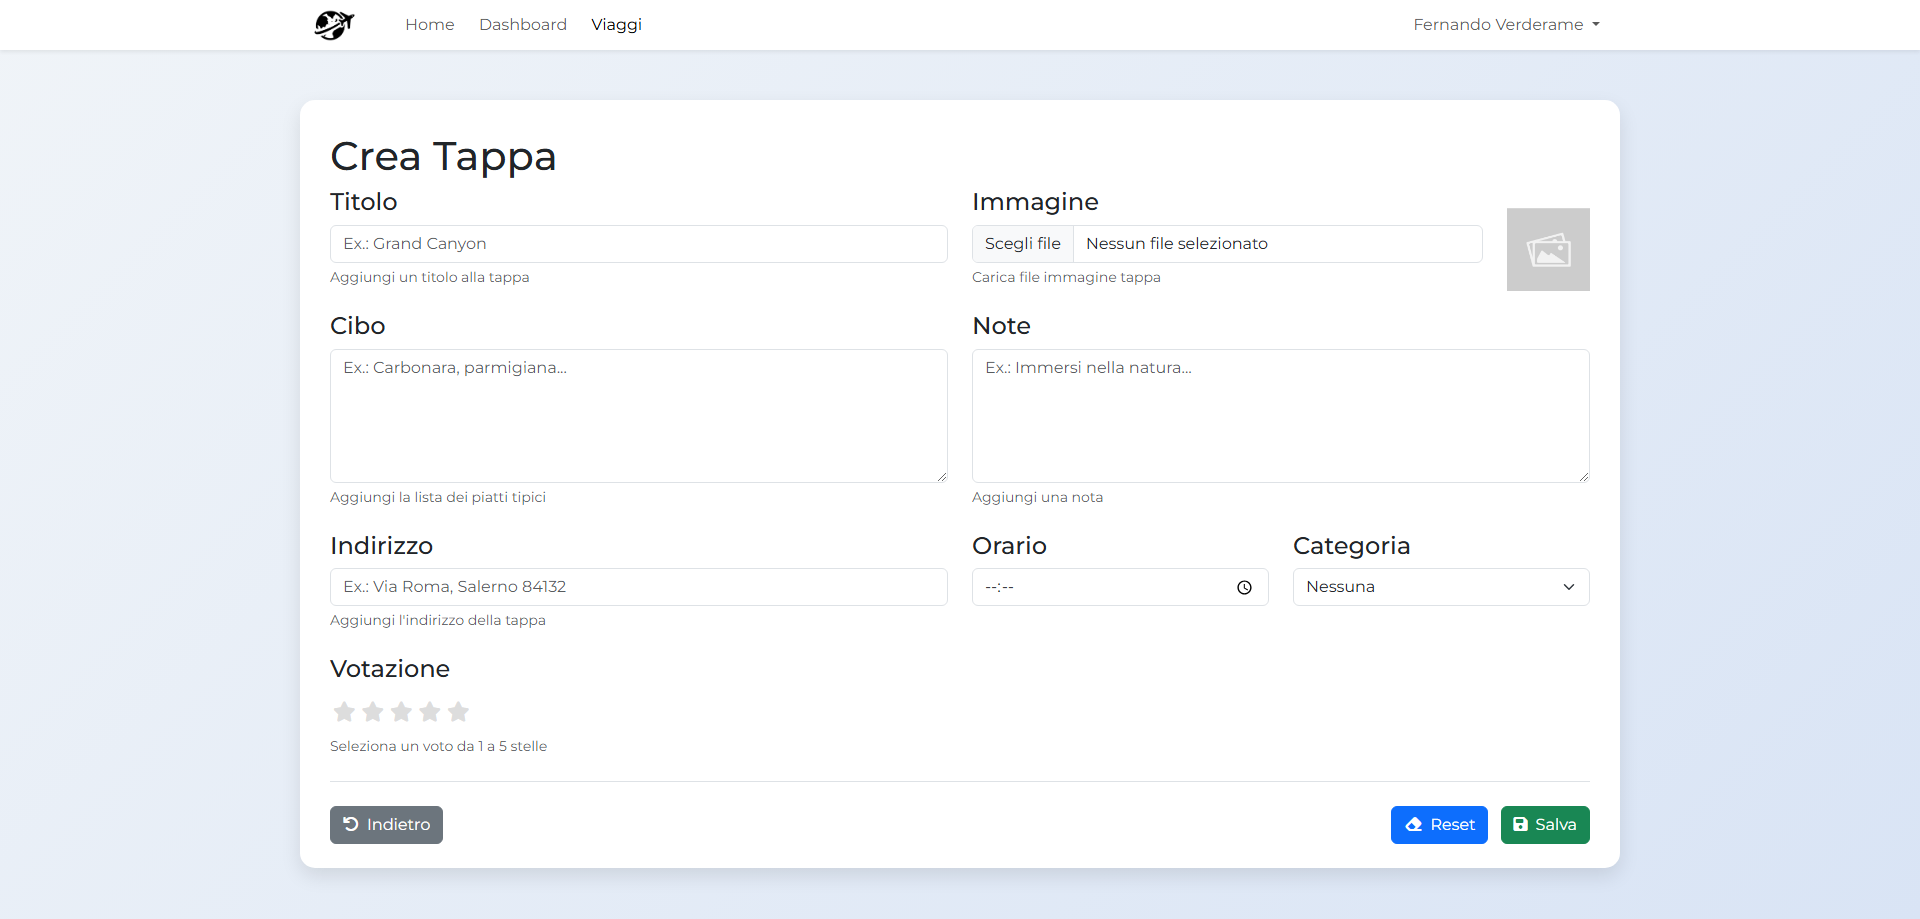 Home Dashboard Viaggi Fernando Verderame
Crea Tappa
Titolo
Ex.: Grand Canyon
Aggiungi un titolo alla tappa
Immagine
Scegli file Nessun file selezionato
Carica file immagine tappa
Cibo
Ex.: Carbonara, parmigiana...
Aggiungi la lista dei piatti tipici
Note
Ex.: Immersi nella natura...
Aggiungi una nota
Indirizzo
Ex.: Via Roma, Salerno 84132
Aggiungi l'indirizzo della tappa
Orario
--:--
Categoria
Nessuna
Votazione
Seleziona un voto da 1 a 5 stelle
Indietro
Reset
Salva